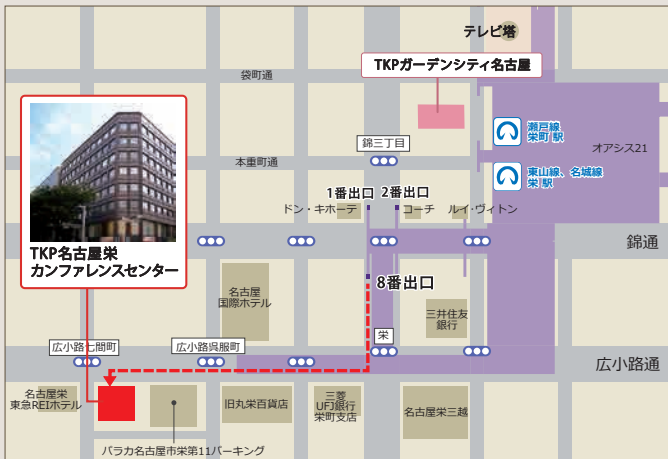 テレビ塔
TKPガーデンシティ名古屋
袋町通
瀬戸線
栄町 駅
オアシス21
錦三丁目
本重町通
東山線、名城線
栄 駅
1番出口
2番出口
ドン・キホーテ
コーチ
ルイ・ヴィトン
TKP名古屋栄
カンファレンスセンター
錦通
8番出口
名古屋
国際ホテル
三井住友
銀行
栄
広小路七間町
広小路呉服町
広小路通
名古屋栄
東急REIホテル
旧丸栄百貨店
三菱
UFJ銀行
栄町支店
名古屋栄三越
パラカ名古屋市栄第11パーキング